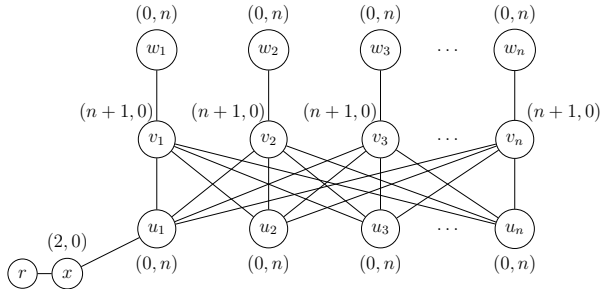 (0, n) (0, n) (0, n) (0, n)
w₁ w₂ w₃ ⋯ wₙ
(n + 1, 0) (n + 1, 0) (n + 1, 0) (n + 1, 0)
v₁ v₂ v₃ ⋯ vₙ
(2, 0) u₁ u₂ u₃ ⋯ uₙ
r x (0, n) (0, n) (0, n) (0, n)